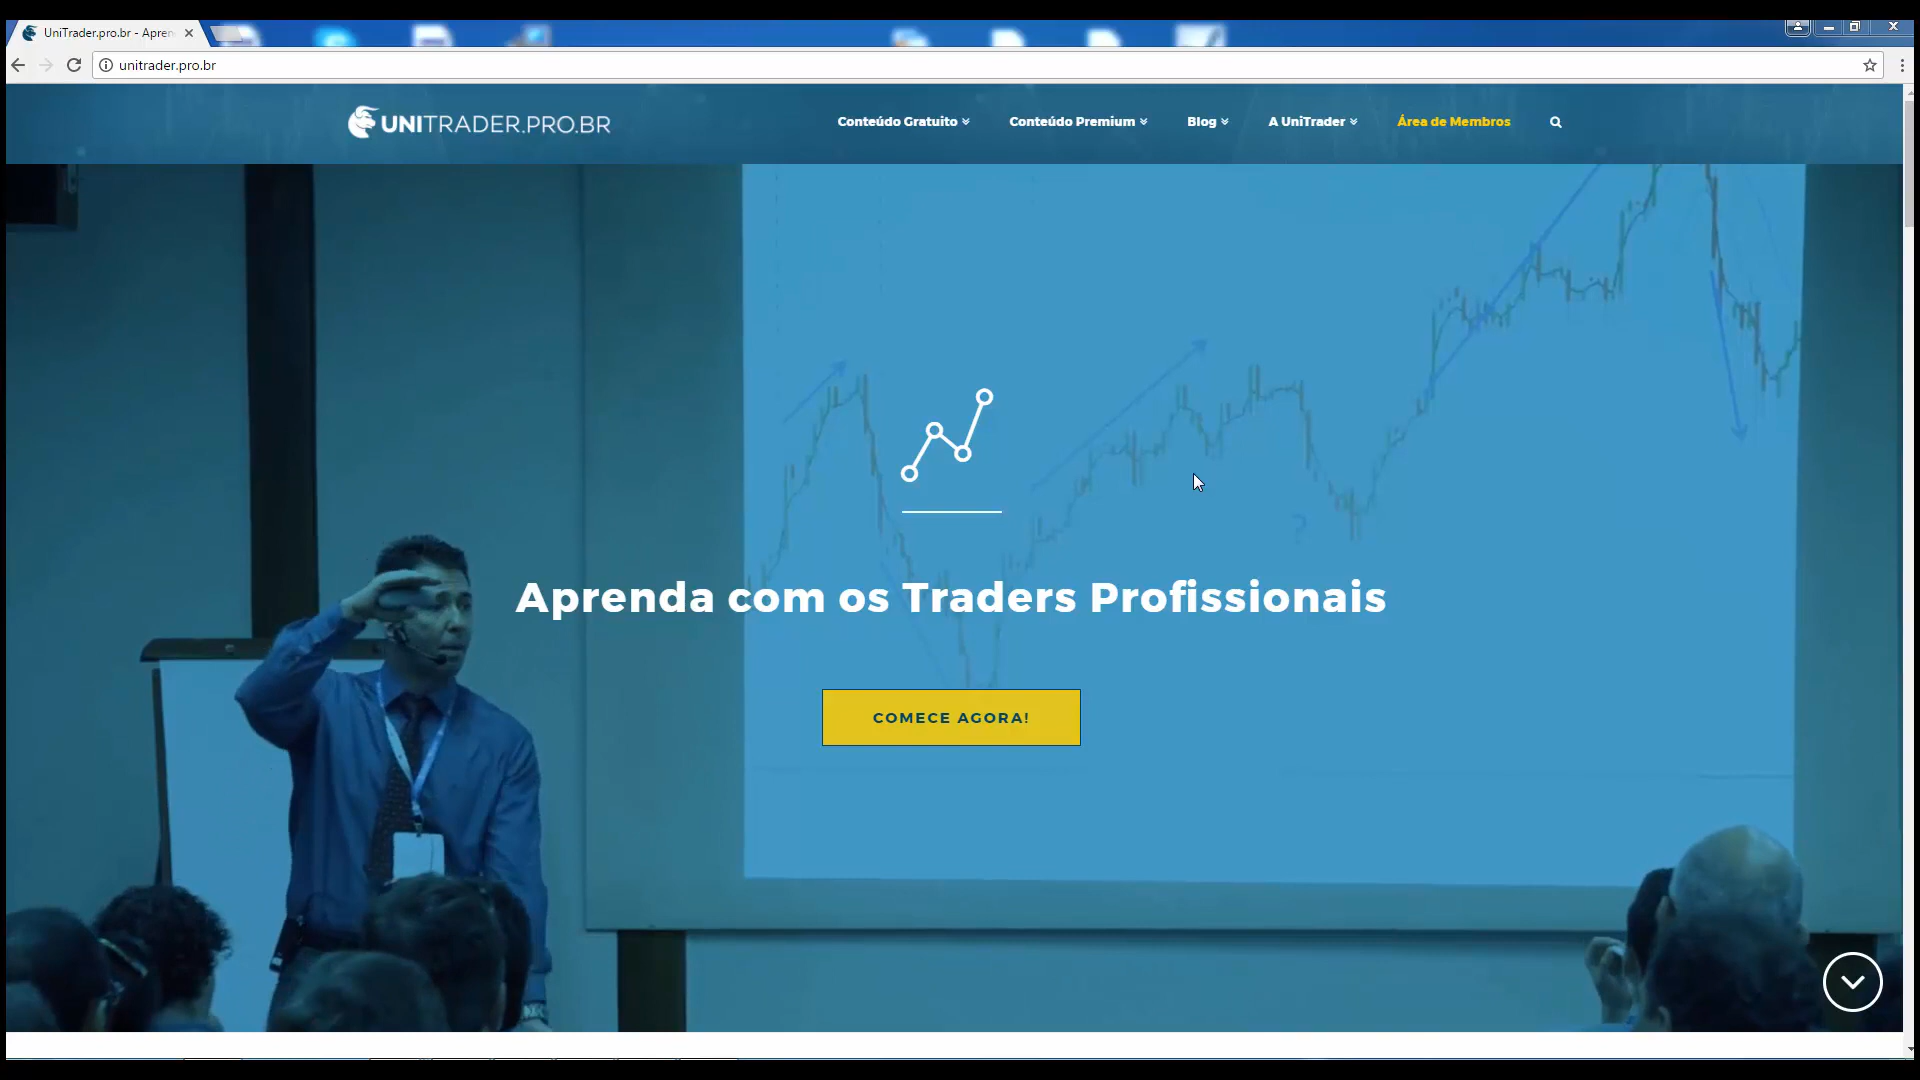 UniTrader.pro.br - Apren
unitrader.pro.br
UNITRADER.PRO.BR
Conteúdo Gratuito
Conteúdo Premium
Blog
A UniTrader
Área de Membros
?
Aprenda com os Traders Profissionais
COMECE AGORA!